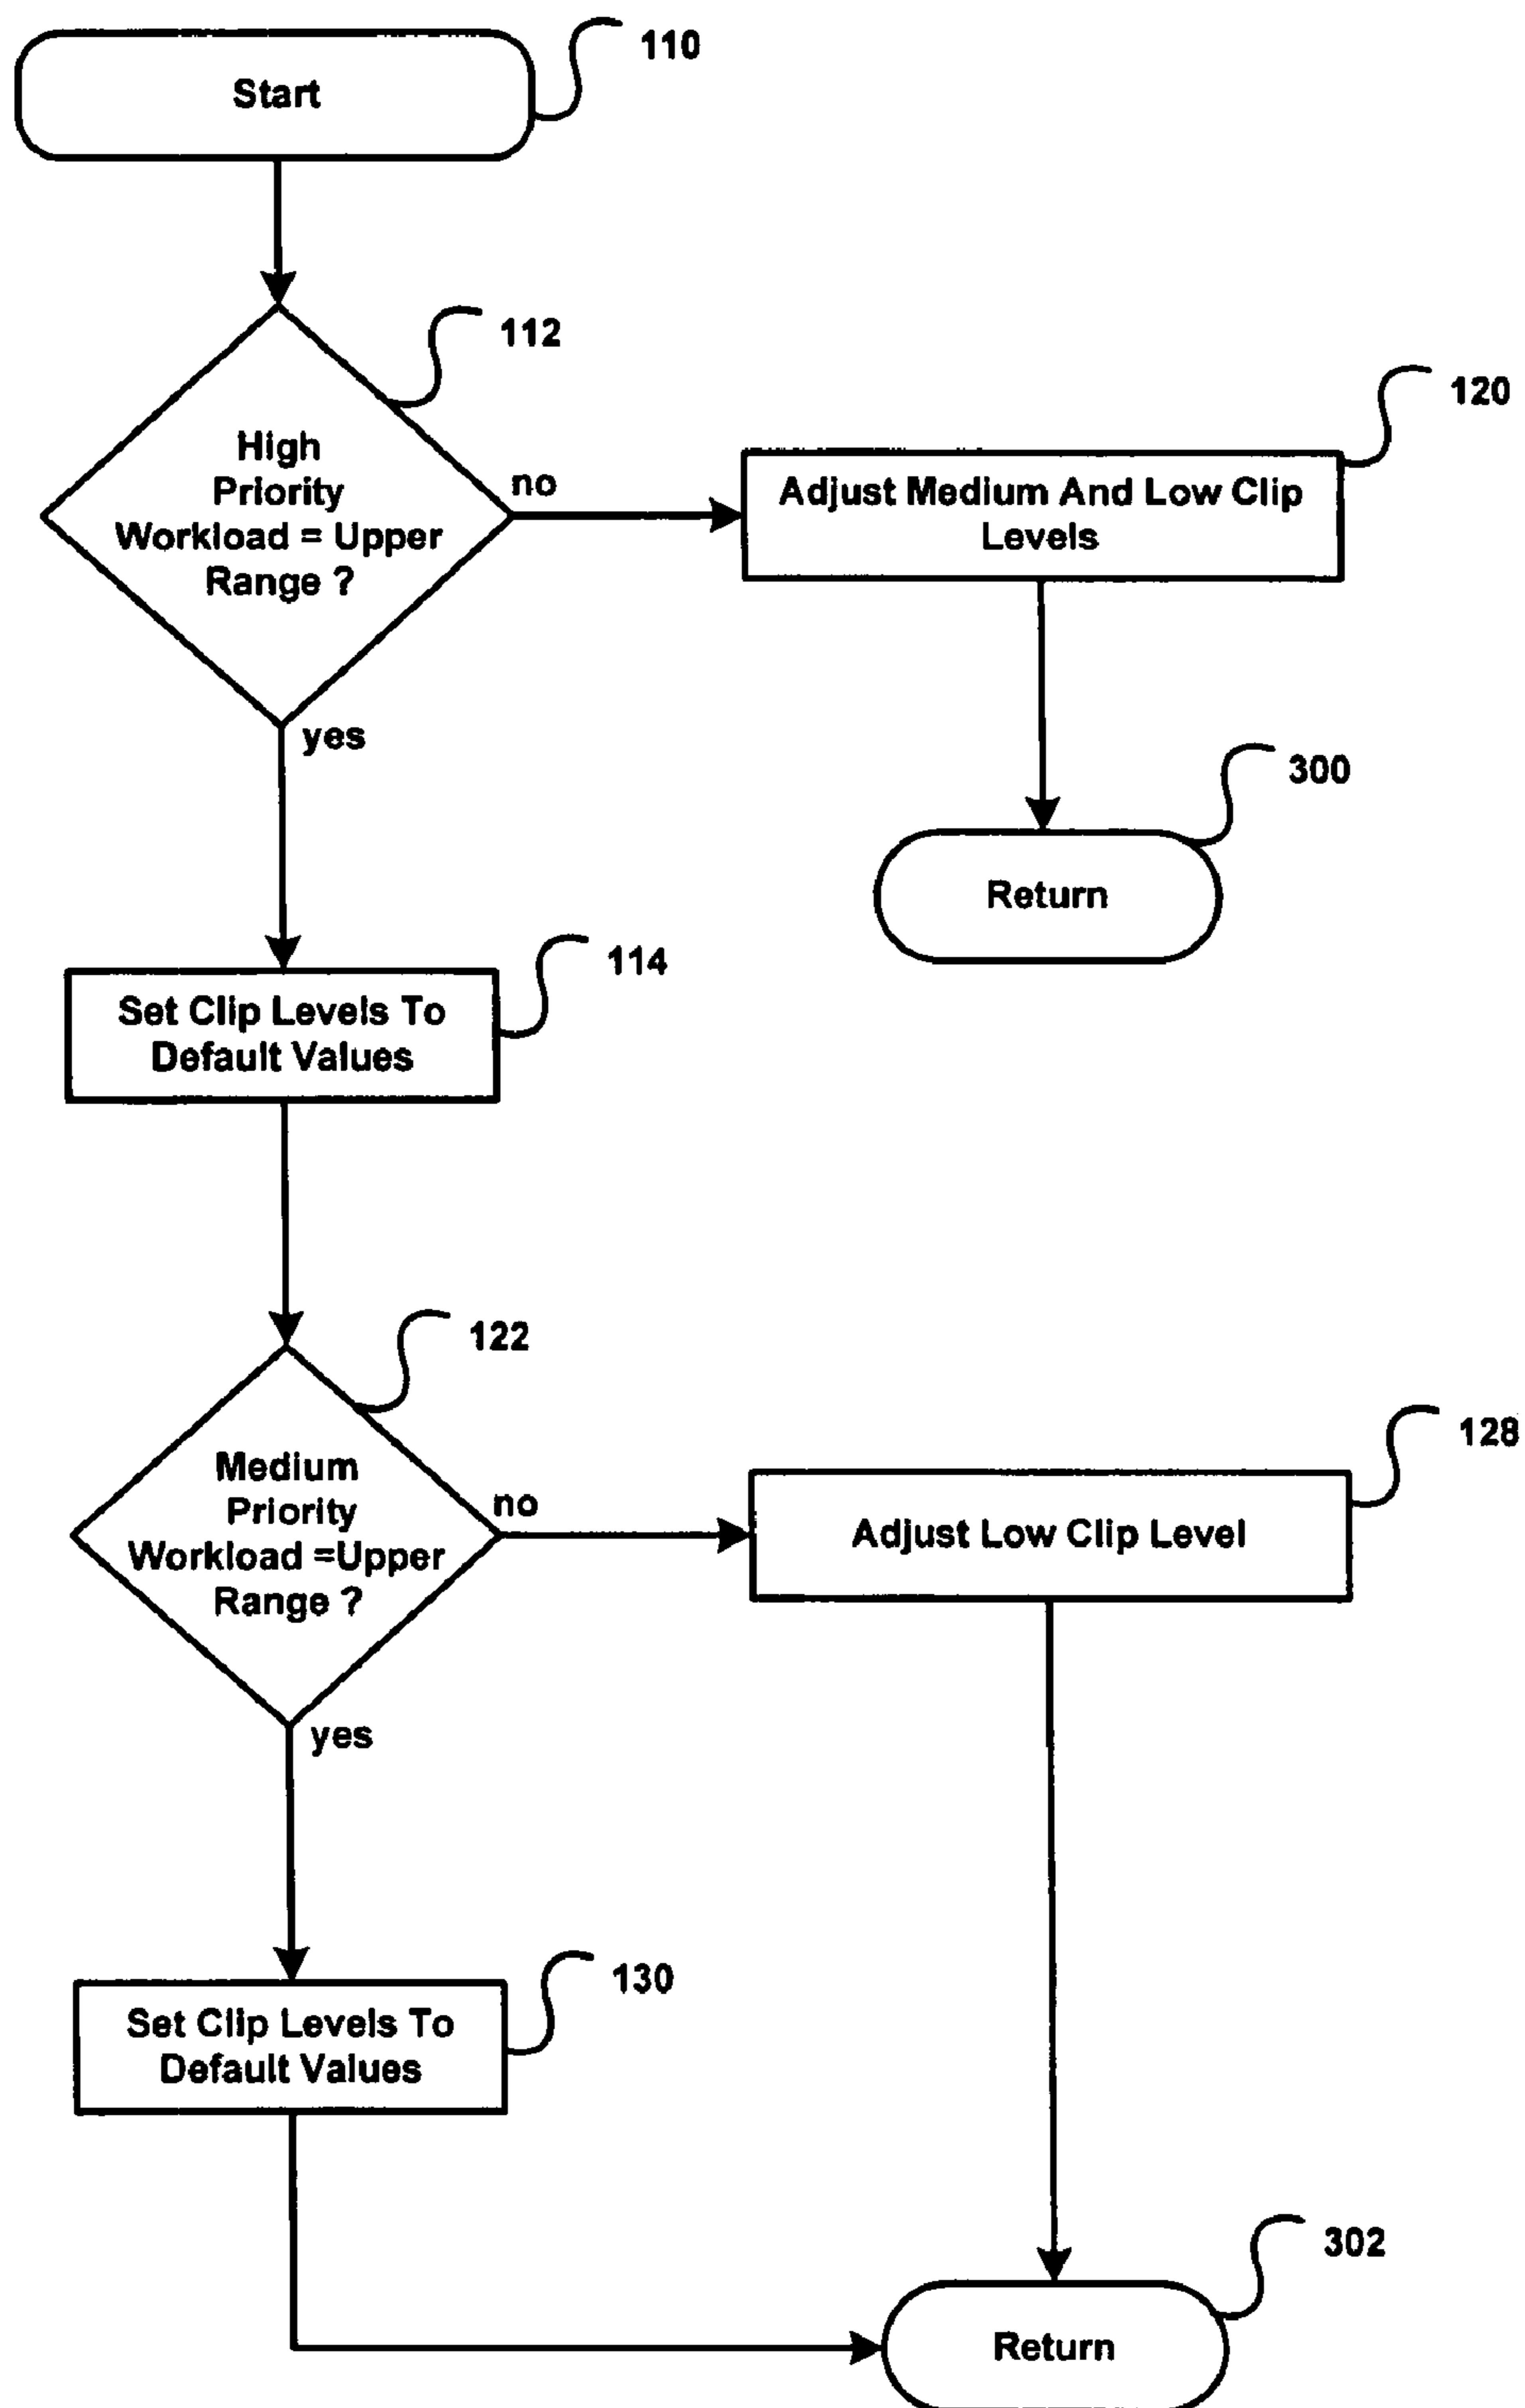 Start
110
112
High
Priority
Workload = Upper
Range ?
no
120
Adjust Medium And Low Clip
Levels
yes
300
Return
114
Set Clip Levels To
Default Values
122
Medium
Priority
Workload =Upper
Range ?
no
128
Adjust Low Clip Level
yes
130
Set Clip Levels To
Default Values
302
Return